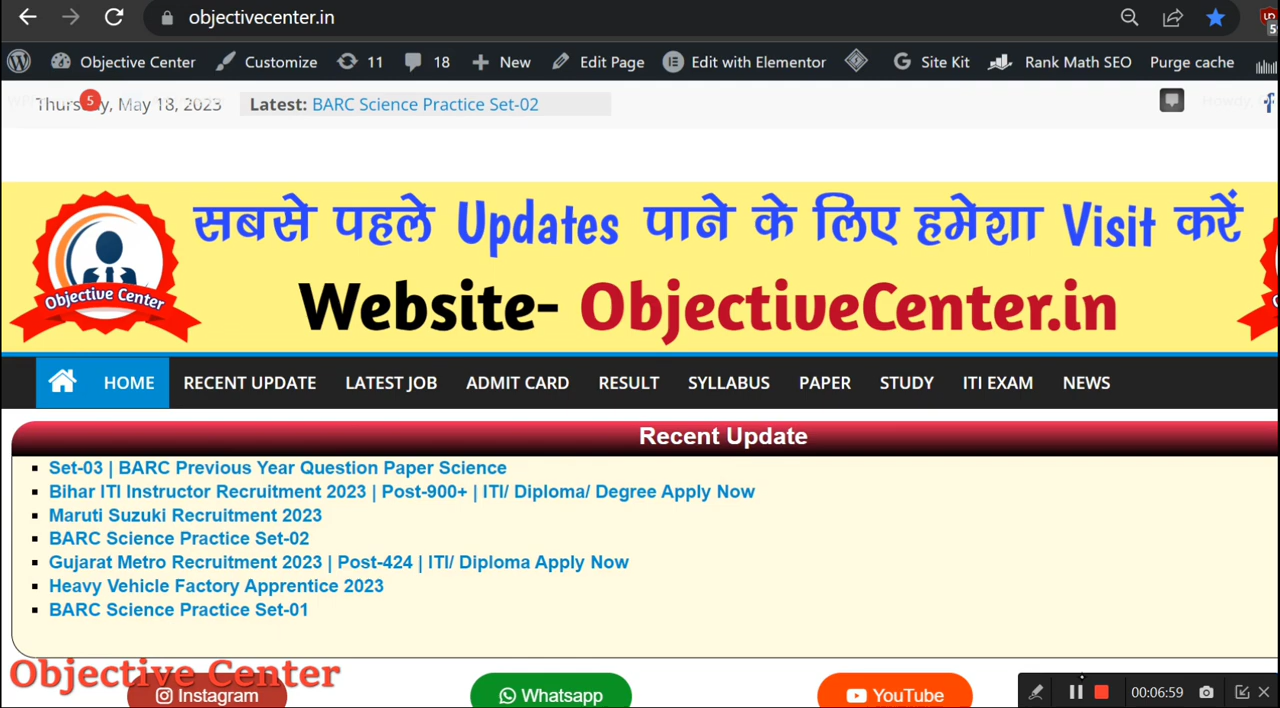 objectivecenter.in
Objective Center Customize 11 18 New Edit Page Edit with Elementor Site Kit Rank Math SEO Purge cache
5
Thursday, May 18, 2023 Latest: BARC Science Practice Set-02
Howdy,
सबसे पहले Updates पाने के लिए हमेशा Visit करें
Website- ObjectiveCenter.in
Objective Center
HOME RECENT UPDATE LATEST JOB ADMIT CARD RESULT SYLLABUS PAPER STUDY ITI EXAM NEWS
Recent Update
Set-03 | BARC Previous Year Question Paper Science
Bihar ITI Instructor Recruitment 2023 | Post-900+ | ITI/ Diploma/ Degree Apply Now
Maruti Suzuki Recruitment 2023
BARC Science Practice Set-02
Gujarat Metro Recruitment 2023 | Post-424 | ITI/ Diploma Apply Now
Heavy Vehicle Factory Apprentice 2023
BARC Science Practice Set-01
Objective Center
Instagram Whatsapp YouTube
00:06:59